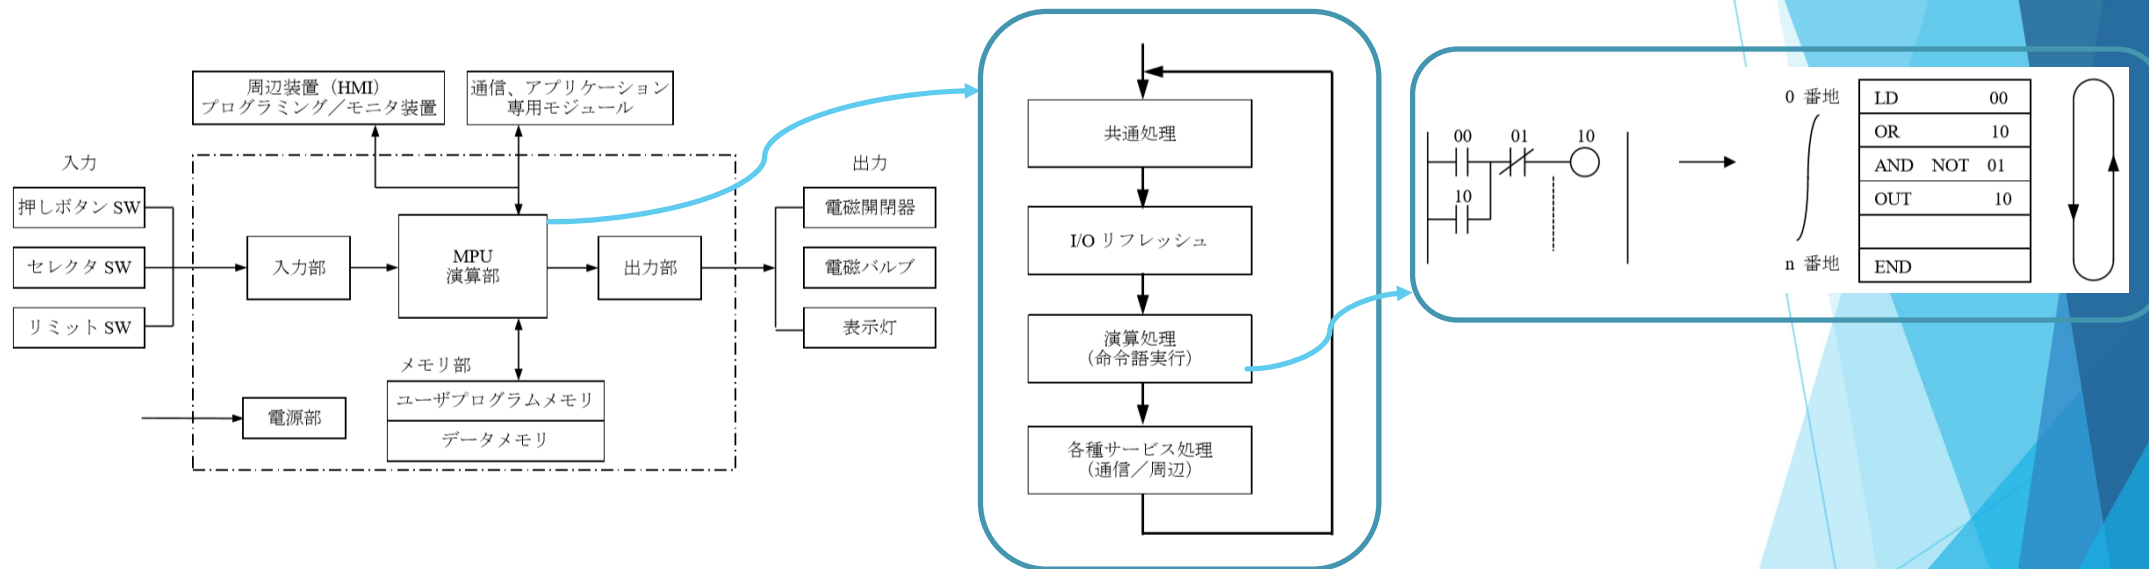 周辺装置（HMI）
プログラミング／モニタ装置
通信、アプリケーション
専用モジュール
入力
押しボタン SW
セレクタ SW
リミット SW
入力部
MPU
演算部
出力部
出力
電磁開閉器
電磁バルブ
表示灯
メモリ部
ユーザプログラムメモリ
データメモリ
電源部
共通処理
I/O リフレッシュ
演算処理
（命令語実行）
各種サービス処理
（通信／周辺）
00 01 10
10
0 番地
LD 00
OR 10
AND NOT 01
OUT 10
n 番地
END